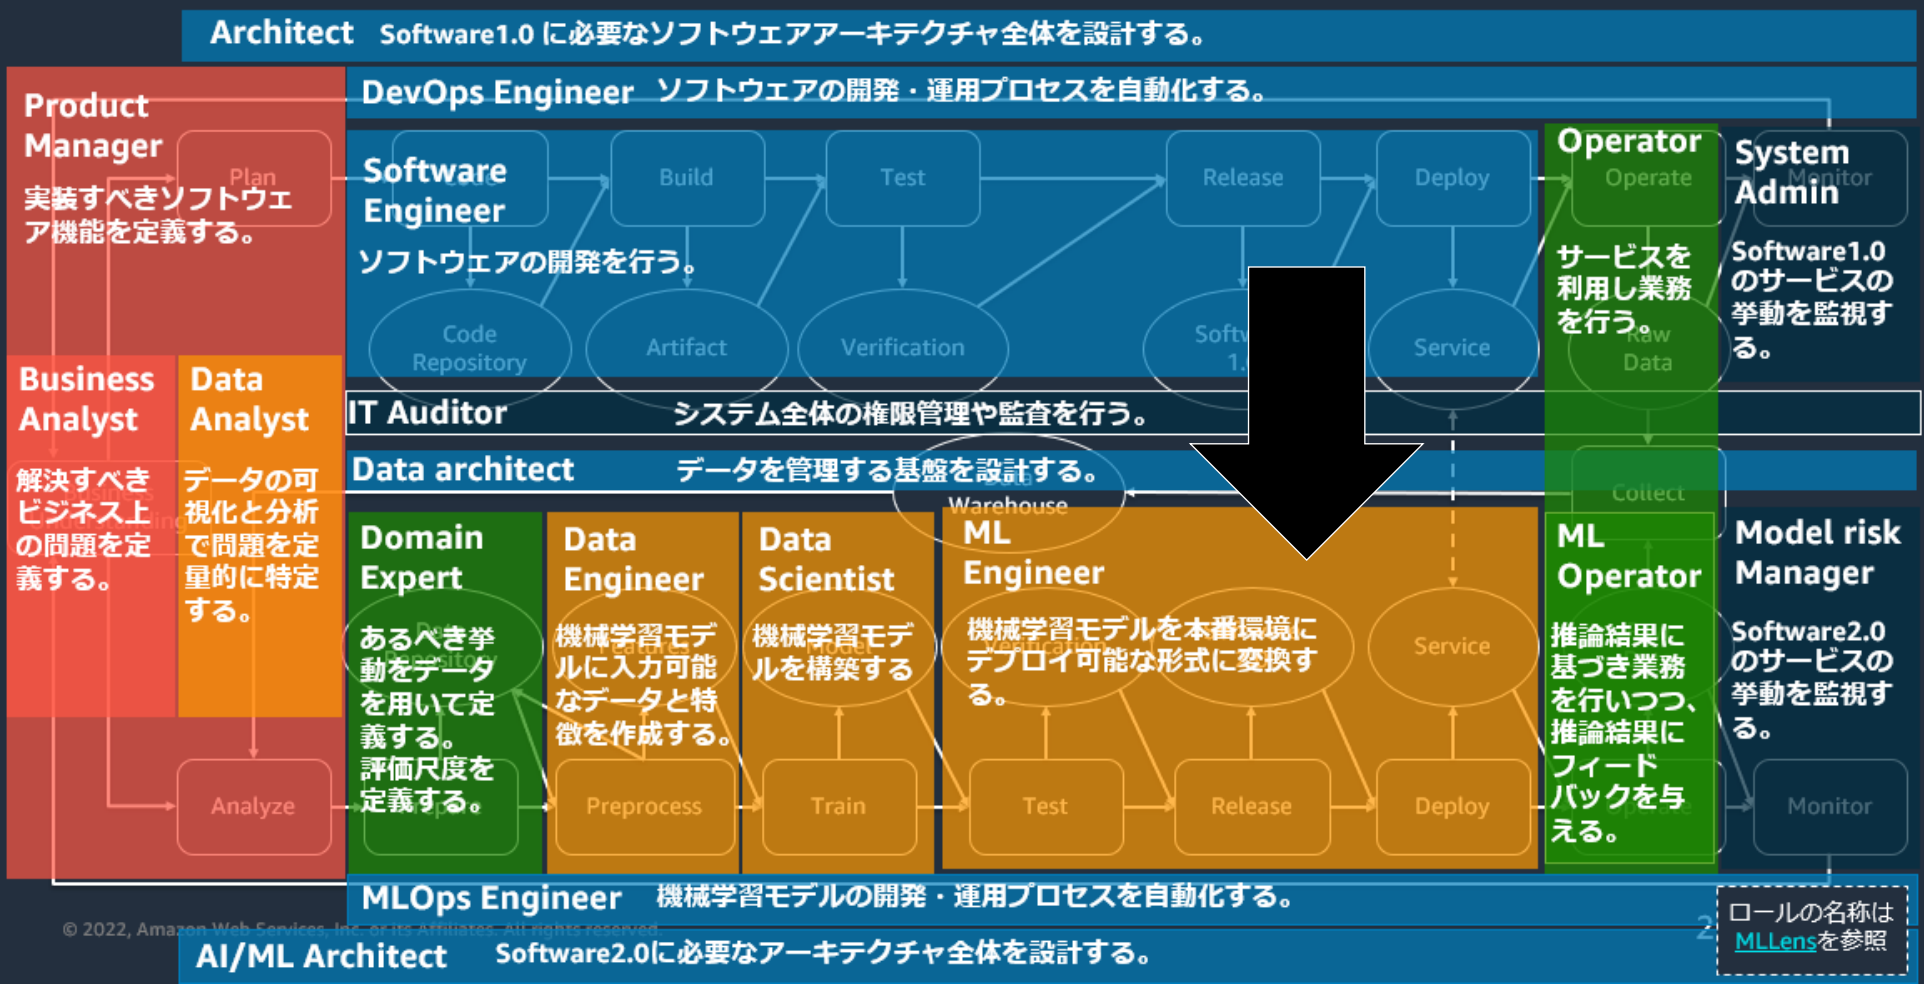 Architect Software1.0 に必要なソフトウェアアーキテクチャ全体を設計する。
DevOps Engineer ソフトウェアの開発・運用プロセスを自動化する。
Product
Manager
実装すべきソフトウェ
ア機能を定義する。
Plan
Software
Engineer
ソフトウェアの開発を行う。
Code
Build
Test
Release
Deploy
Code
Repository
Artifact
Verification
Service
Operator
Operate
サービスを
利用し業務
を行う。
Raw
Data
System
Admin
Monitor
Software1.0
のサービスの
挙動を監視す
る。
Business
Analyst
解決すべき
ビジネス上
の問題を定
義する。
Data
Analyst
データの可
視化と分析
で問題を定
量的に特定
する。
IT Auditor システム全体の権限管理や監査を行う。
Data architect データを管理する基盤を設計する。
Data
Warehouse
Collect
Domain
Expert
あるべき挙
動をデータ
を用いて定
義する。
評価尺度を
定義する。
Data
Engineer
機械学習モデ
ルに入力可能
なデータと特
徴を作成する。
Data
Scientist
機械学習モデ
ルを構築する
ML
Engineer
機械学習モデルを本番環境に
デプロイ可能な形式に変換す
る。
Service
ML
Operator
推論結果に
基づき業務
を行いつつ、
推論結果に
フィード
バックを与
える。
Model risk
Manager
Software2.0
のサービスの
挙動を監視す
る。
Analyze
Prepare
Preprocess
Train
Test
Release
Deploy
Operate
Monitor
MLOps Engineer 機械学習モデルの開発・運用プロセスを自動化する。
© 2022, Amazon Web Services, Inc. or its Affiliates. All rights reserved.
2
AI/ML Architect Software2.0に必要なアーキテクチャ全体を設計する。
ロールの名称は
MLLensを参照